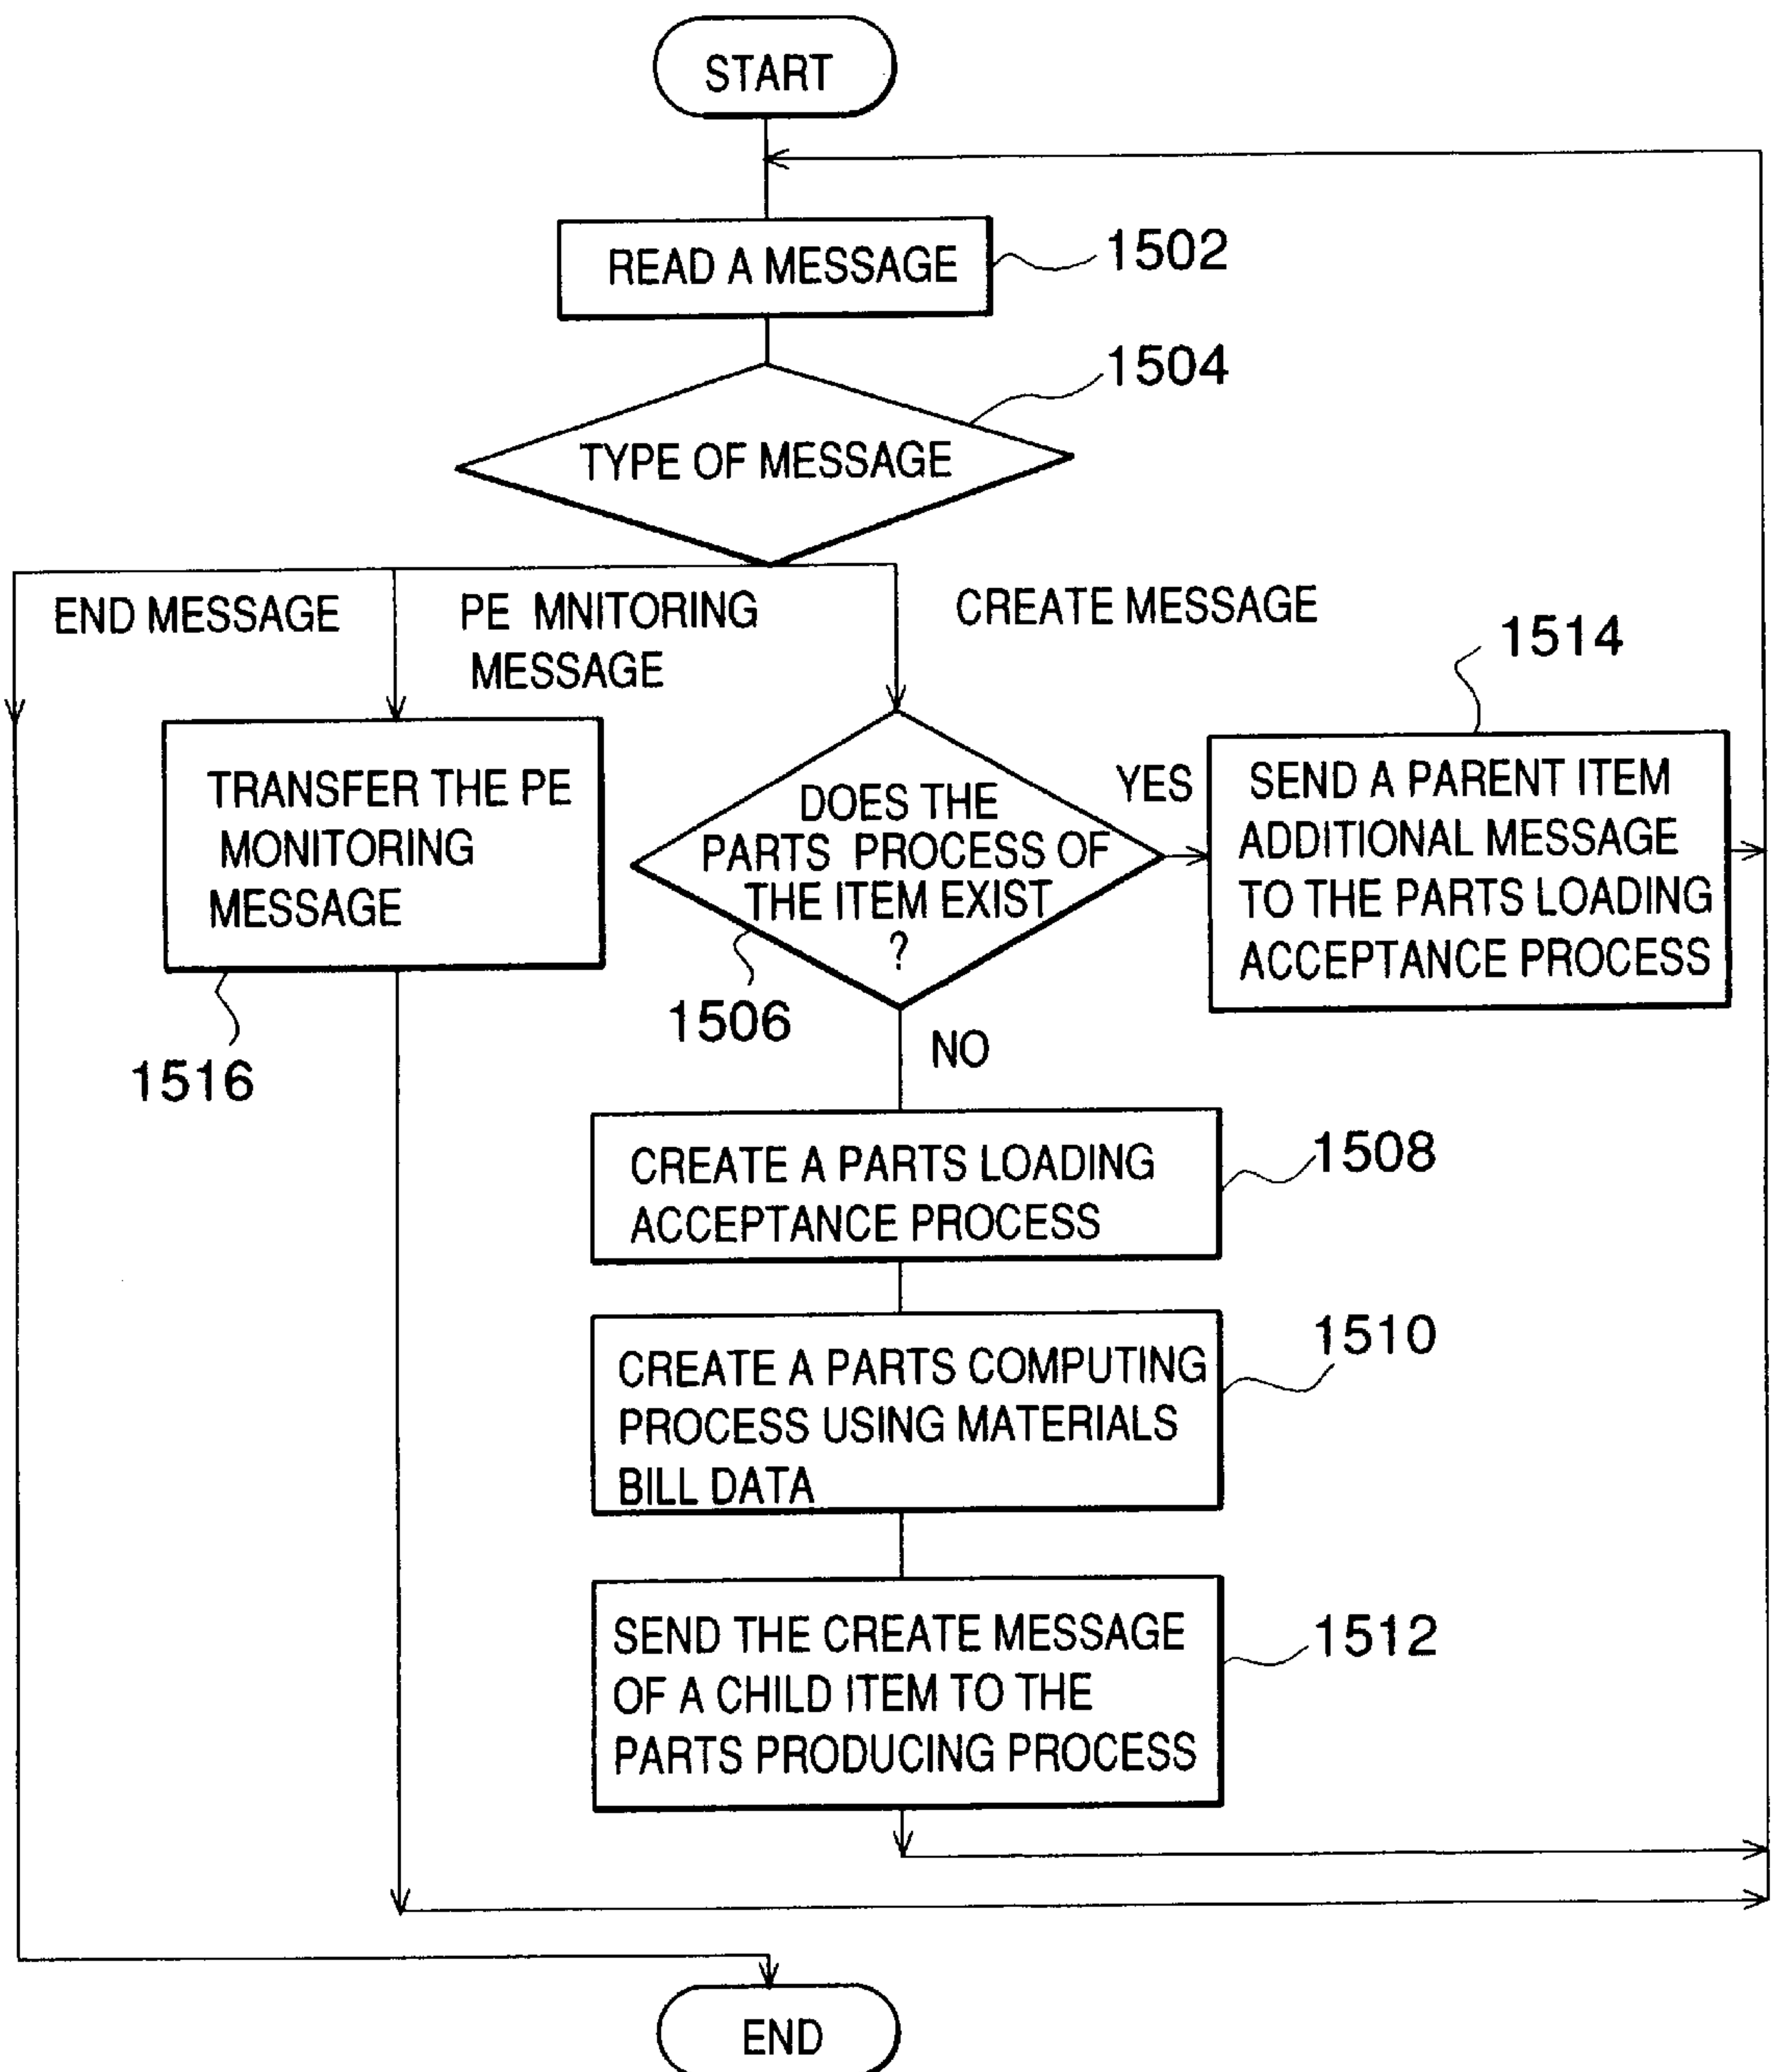 START
READ A MESSAGE
1502
1504
TYPE OF MESSAGE
END MESSAGE
PE MNITORING
MESSAGE
CREATE MESSAGE
1514
TRANSFER THE PE
MONITORING
MESSAGE
1516
DOES THE
PARTS PROCESS OF
THE ITEM EXIST
?
1506
YES
SEND A PARENT ITEM
ADDITIONAL MESSAGE
TO THE PARTS LOADING
ACCEPTANCE PROCESS
NO
CREATE A PARTS LOADING
ACCEPTANCE PROCESS
1508
CREATE A PARTS COMPUTING
PROCESS USING MATERIALS
BILL DATA
1510
SEND THE CREATE MESSAGE
OF A CHILD ITEM TO THE
PARTS PRODUCING PROCESS
1512
END